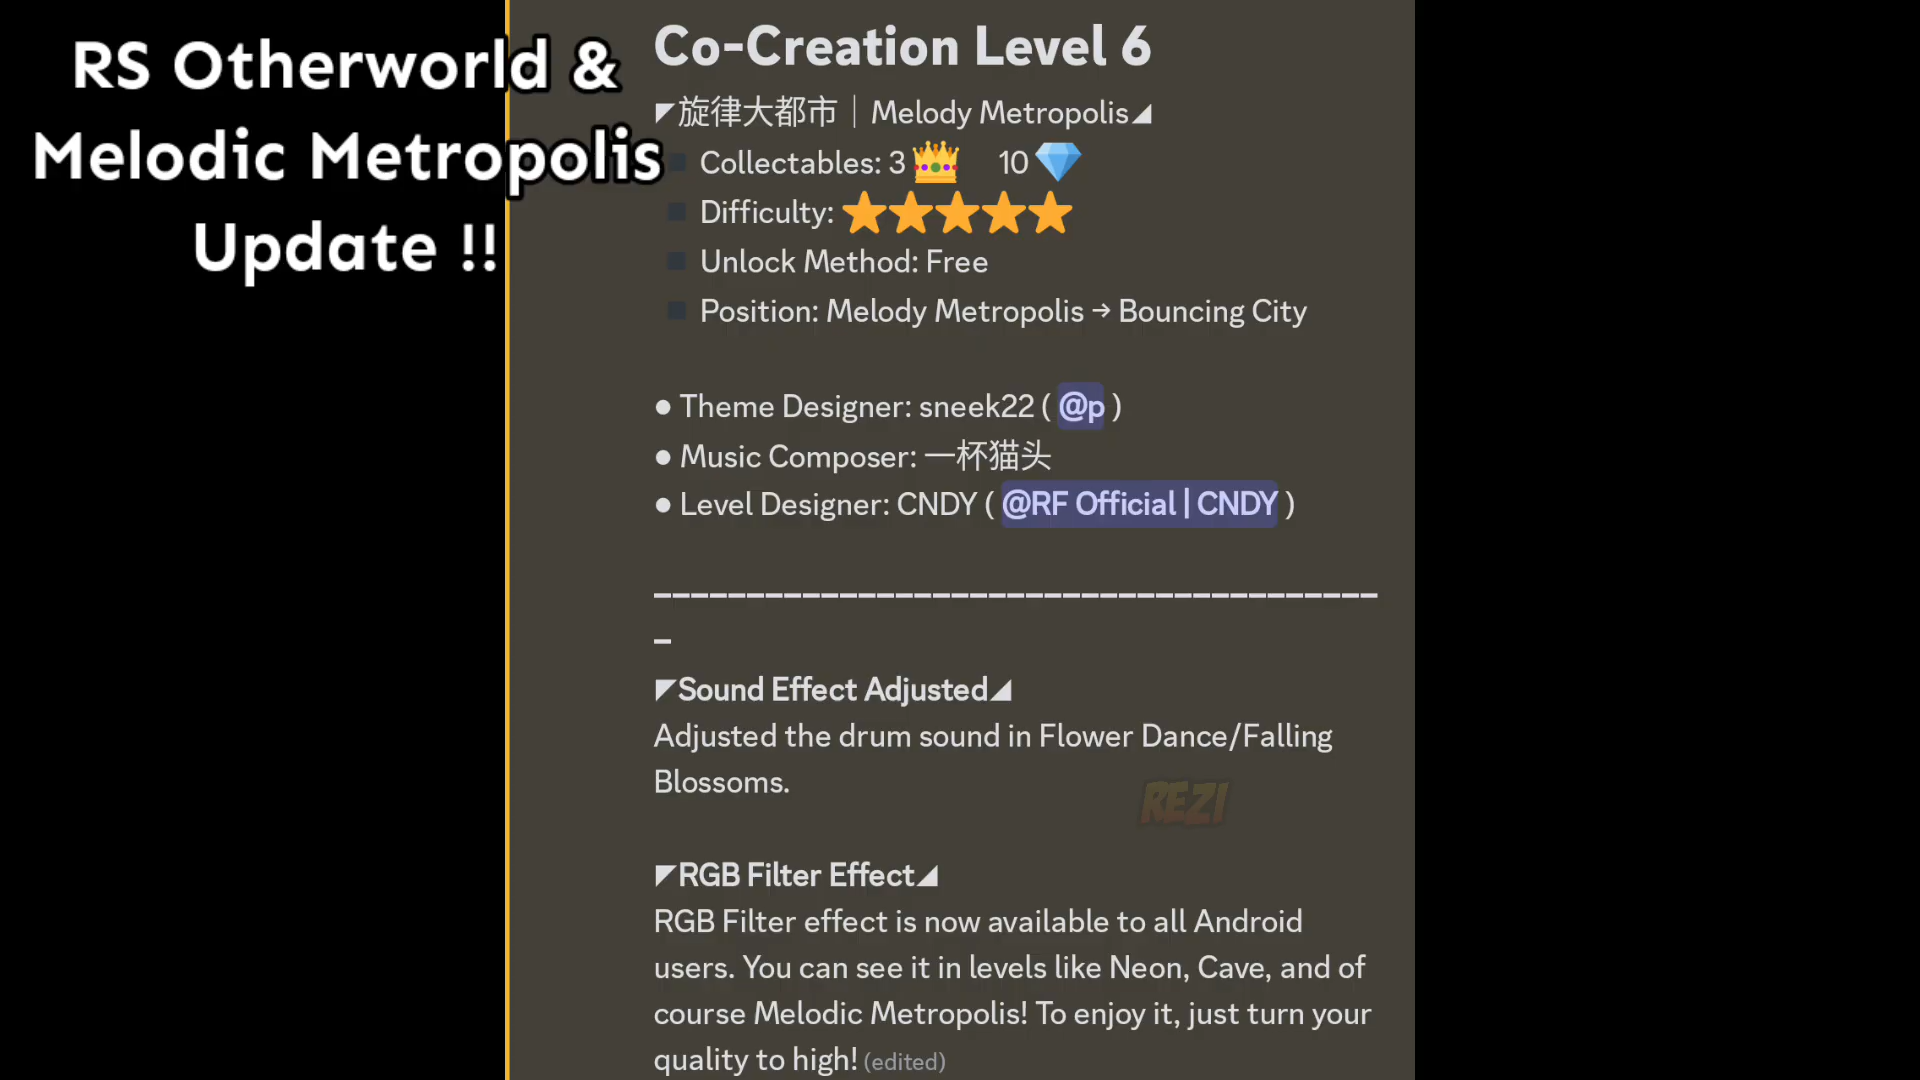 RS Otherworld &
Melodic Metropolis
Update !!
Co-Creation Level 6
◤旋律大都市｜Melody Metropolis◢
Collectables: 3👑 10💎
Difficulty: ⭐⭐⭐⭐⭐
Unlock Method: Free
Position: Melody Metropolis → Bouncing City
● Theme Designer: sneek22 ( @p )
● Music Composer: 一杯猫头
● Level Designer: CNDY ( @RF Official | CNDY )
◤Sound Effect Adjusted◢
Adjusted the drum sound in Flower Dance/Falling
Blossoms.
REZI
◤RGB Filter Effect◢
RGB Filter effect is now available to all Android
users. You can see it in levels like Neon, Cave, and of
course Melodic Metropolis! To enjoy it, just turn your
quality to high! (edited)